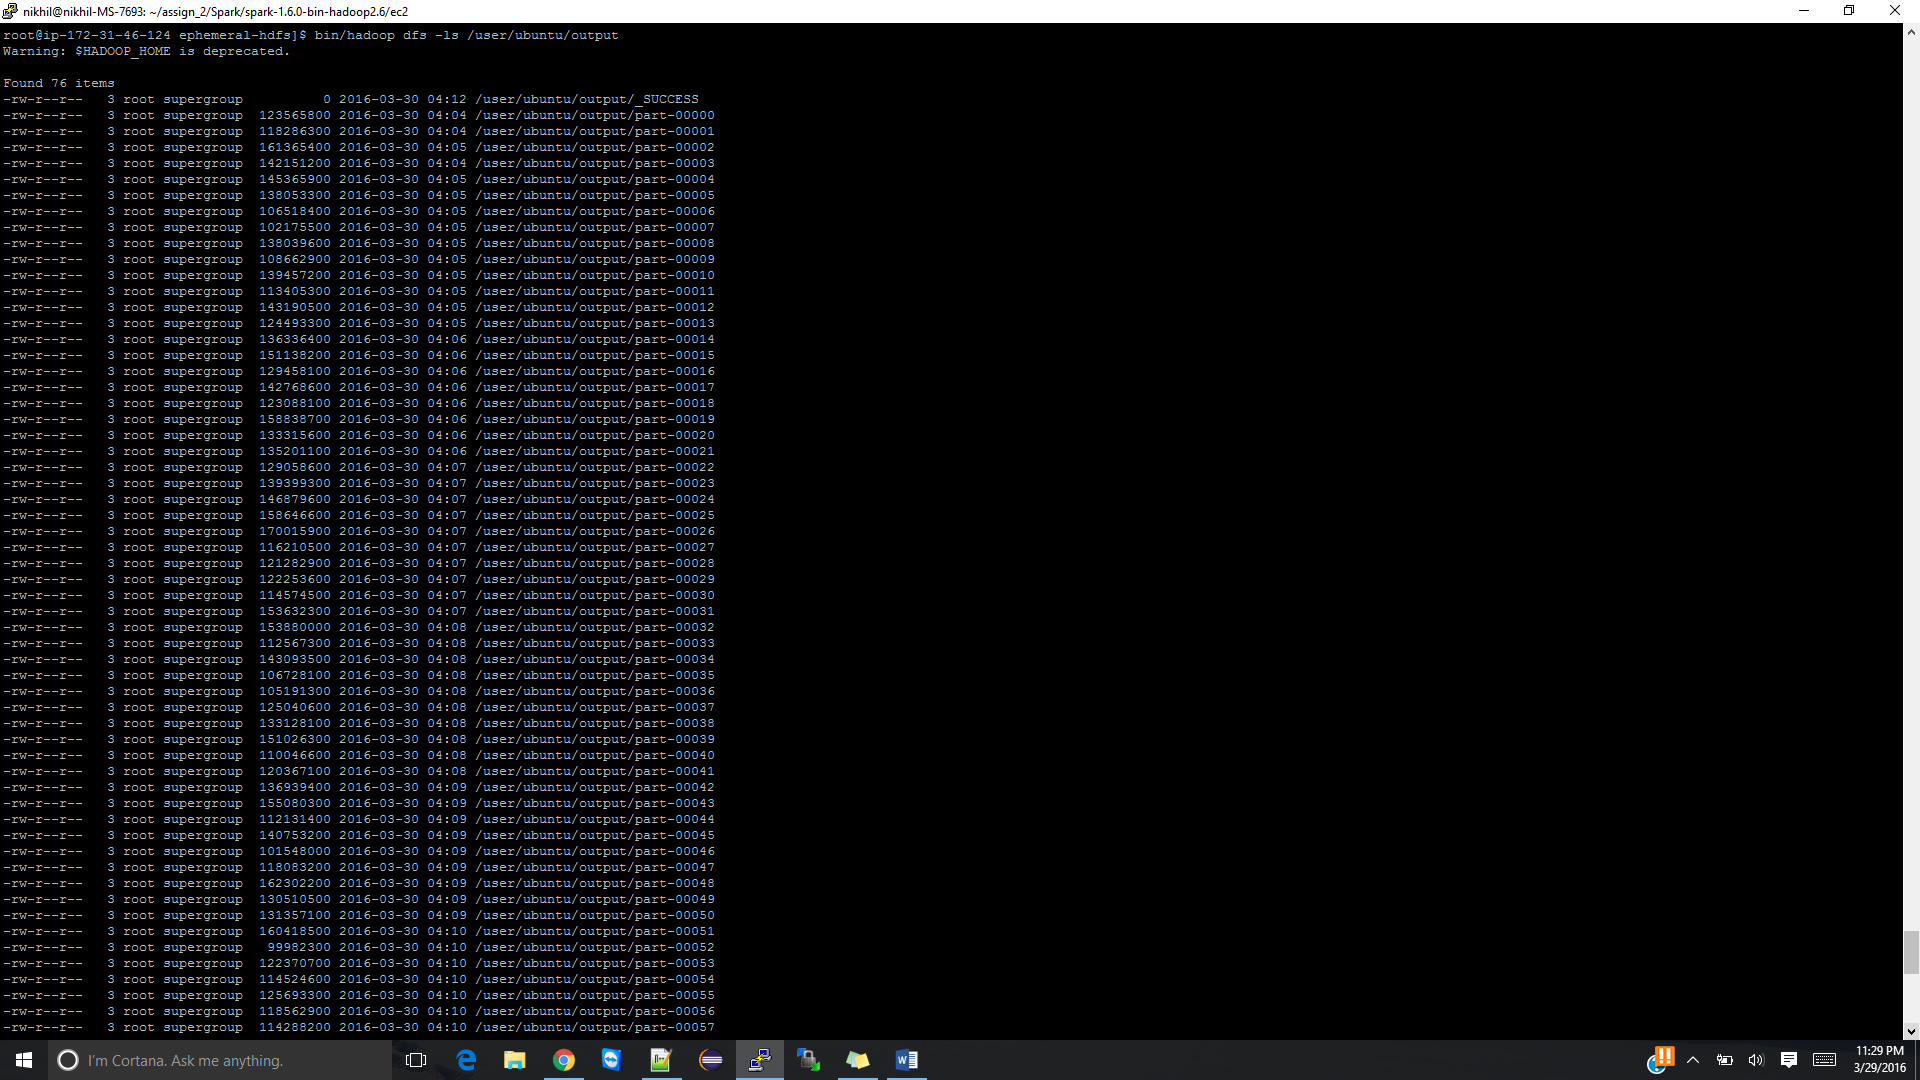 nikhil@nikhil-MS-7693: ~/assign_2/Spark/spark-1.6.0-bin-hadoop2.6/ec2
root@ip-172-31-46-124 ephemeral-hdfs]$ bin/hadoop dfs -ls /user/ubuntu/output
Warning: $HADOOP_HOME is deprecated.
Found 76 items
-rw-r--r--   3 root supergroup          0 2016-03-30 04:12 /user/ubuntu/output/_SUCCESS
-rw-r--r--   3 root supergroup  123565800 2016-03-30 04:04 /user/ubuntu/output/part-00000
-rw-r--r--   3 root supergroup  118286300 2016-03-30 04:04 /user/ubuntu/output/part-00001
-rw-r--r--   3 root supergroup  161365400 2016-03-30 04:05 /user/ubuntu/output/part-00002
-rw-r--r--   3 root supergroup  142151200 2016-03-30 04:04 /user/ubuntu/output/part-00003
-rw-r--r--   3 root supergroup  145365900 2016-03-30 04:05 /user/ubuntu/output/part-00004
-rw-r--r--   3 root supergroup  138053300 2016-03-30 04:05 /user/ubuntu/output/part-00005
-rw-r--r--   3 root supergroup  106518400 2016-03-30 04:05 /user/ubuntu/output/part-00006
-rw-r--r--   3 root supergroup  102175500 2016-03-30 04:05 /user/ubuntu/output/part-00007
-rw-r--r--   3 root supergroup  138039600 2016-03-30 04:05 /user/ubuntu/output/part-00008
-rw-r--r--   3 root supergroup  108662900 2016-03-30 04:05 /user/ubuntu/output/part-00009
-rw-r--r--   3 root supergroup  139457200 2016-03-30 04:05 /user/ubuntu/output/part-00010
-rw-r--r--   3 root supergroup  113405300 2016-03-30 04:05 /user/ubuntu/output/part-00011
-rw-r--r--   3 root supergroup  143190500 2016-03-30 04:05 /user/ubuntu/output/part-00012
-rw-r--r--   3 root supergroup  124493300 2016-03-30 04:05 /user/ubuntu/output/part-00013
-rw-r--r--   3 root supergroup  136336400 2016-03-30 04:06 /user/ubuntu/output/part-00014
-rw-r--r--   3 root supergroup  151138200 2016-03-30 04:06 /user/ubuntu/output/part-00015
-rw-r--r--   3 root supergroup  129458100 2016-03-30 04:06 /user/ubuntu/output/part-00016
-rw-r--r--   3 root supergroup  142768600 2016-03-30 04:06 /user/ubuntu/output/part-00017
-rw-r--r--   3 root supergroup  123088100 2016-03-30 04:06 /user/ubuntu/output/part-00018
-rw-r--r--   3 root supergroup  158838700 2016-03-30 04:06 /user/ubuntu/output/part-00019
-rw-r--r--   3 root supergroup  133315600 2016-03-30 04:06 /user/ubuntu/output/part-00020
-rw-r--r--   3 root supergroup  135201100 2016-03-30 04:06 /user/ubuntu/output/part-00021
-rw-r--r--   3 root supergroup  129058600 2016-03-30 04:07 /user/ubuntu/output/part-00022
-rw-r--r--   3 root supergroup  139399300 2016-03-30 04:07 /user/ubuntu/output/part-00023
-rw-r--r--   3 root supergroup  146879600 2016-03-30 04:07 /user/ubuntu/output/part-00024
-rw-r--r--   3 root supergroup  158646600 2016-03-30 04:07 /user/ubuntu/output/part-00025
-rw-r--r--   3 root supergroup  170015900 2016-03-30 04:07 /user/ubuntu/output/part-00026
-rw-r--r--   3 root supergroup  116210500 2016-03-30 04:07 /user/ubuntu/output/part-00027
-rw-r--r--   3 root supergroup  121282900 2016-03-30 04:07 /user/ubuntu/output/part-00028
-rw-r--r--   3 root supergroup  122253600 2016-03-30 04:07 /user/ubuntu/output/part-00029
-rw-r--r--   3 root supergroup  114574500 2016-03-30 04:07 /user/ubuntu/output/part-00030
-rw-r--r--   3 root supergroup  153632300 2016-03-30 04:07 /user/ubuntu/output/part-00031
-rw-r--r--   3 root supergroup  153880000 2016-03-30 04:08 /user/ubuntu/output/part-00032
-rw-r--r--   3 root supergroup  112567300 2016-03-30 04:08 /user/ubuntu/output/part-00033
-rw-r--r--   3 root supergroup  143093500 2016-03-30 04:08 /user/ubuntu/output/part-00034
-rw-r--r--   3 root supergroup  106728100 2016-03-30 04:08 /user/ubuntu/output/part-00035
-rw-r--r--   3 root supergroup  105191300 2016-03-30 04:08 /user/ubuntu/output/part-00036
-rw-r--r--   3 root supergroup  125040600 2016-03-30 04:08 /user/ubuntu/output/part-00037
-rw-r--r--   3 root supergroup  133128100 2016-03-30 04:08 /user/ubuntu/output/part-00038
-rw-r--r--   3 root supergroup  151026300 2016-03-30 04:08 /user/ubuntu/output/part-00039
-rw-r--r--   3 root supergroup  110046600 2016-03-30 04:08 /user/ubuntu/output/part-00040
-rw-r--r--   3 root supergroup  120367100 2016-03-30 04:08 /user/ubuntu/output/part-00041
-rw-r--r--   3 root supergroup  136939400 2016-03-30 04:09 /user/ubuntu/output/part-00042
-rw-r--r--   3 root supergroup  155080300 2016-03-30 04:09 /user/ubuntu/output/part-00043
-rw-r--r--   3 root supergroup  112131400 2016-03-30 04:09 /user/ubuntu/output/part-00044
-rw-r--r--   3 root supergroup  140753200 2016-03-30 04:09 /user/ubuntu/output/part-00045
-rw-r--r--   3 root supergroup  101548000 2016-03-30 04:09 /user/ubuntu/output/part-00046
-rw-r--r--   3 root supergroup  118083200 2016-03-30 04:09 /user/ubuntu/output/part-00047
-rw-r--r--   3 root supergroup  162302200 2016-03-30 04:09 /user/ubuntu/output/part-00048
-rw-r--r--   3 root supergroup  130510500 2016-03-30 04:09 /user/ubuntu/output/part-00049
-rw-r--r--   3 root supergroup  131357100 2016-03-30 04:09 /user/ubuntu/output/part-00050
-rw-r--r--   3 root supergroup  160418500 2016-03-30 04:10 /user/ubuntu/output/part-00051
-rw-r--r--   3 root supergroup   99982300 2016-03-30 04:10 /user/ubuntu/output/part-00052
-rw-r--r--   3 root supergroup  122370700 2016-03-30 04:10 /user/ubuntu/output/part-00053
-rw-r--r--   3 root supergroup  114524600 2016-03-30 04:10 /user/ubuntu/output/part-00054
-rw-r--r--   3 root supergroup  125693300 2016-03-30 04:10 /user/ubuntu/output/part-00055
-rw-r--r--   3 root supergroup  118562900 2016-03-30 04:10 /user/ubuntu/output/part-00056
-rw-r--r--   3 root supergroup  114288200 2016-03-30 04:10 /user/ubuntu/output/part-00057
I'm Cortana. Ask me anything.
11:29 PM
3/29/2016